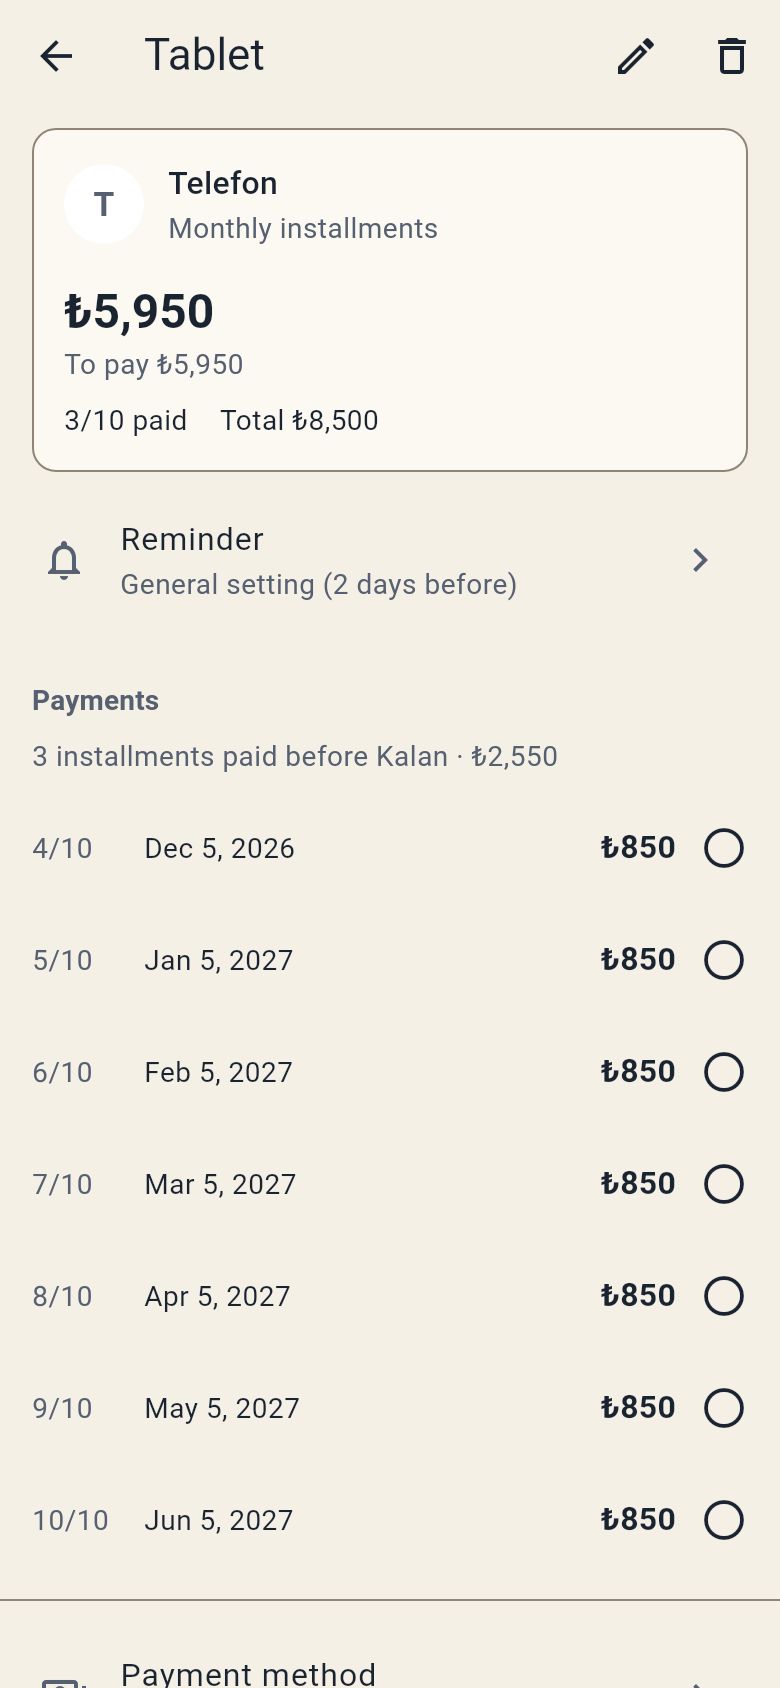 Tablet
T
Telefon
Monthly installments
₺5,950
To pay ₺5,950
3/10 paid Total ₺8,500
Reminder
General setting (2 days before)
Payments
3 installments paid before Kalan · ₺2,550
4/10 Dec 5, 2026 ₺850
5/10 Jan 5, 2027 ₺850
6/10 Feb 5, 2027 ₺850
7/10 Mar 5, 2027 ₺850
8/10 Apr 5, 2027 ₺850
9/10 May 5, 2027 ₺850
10/10 Jun 5, 2027 ₺850
Payment method